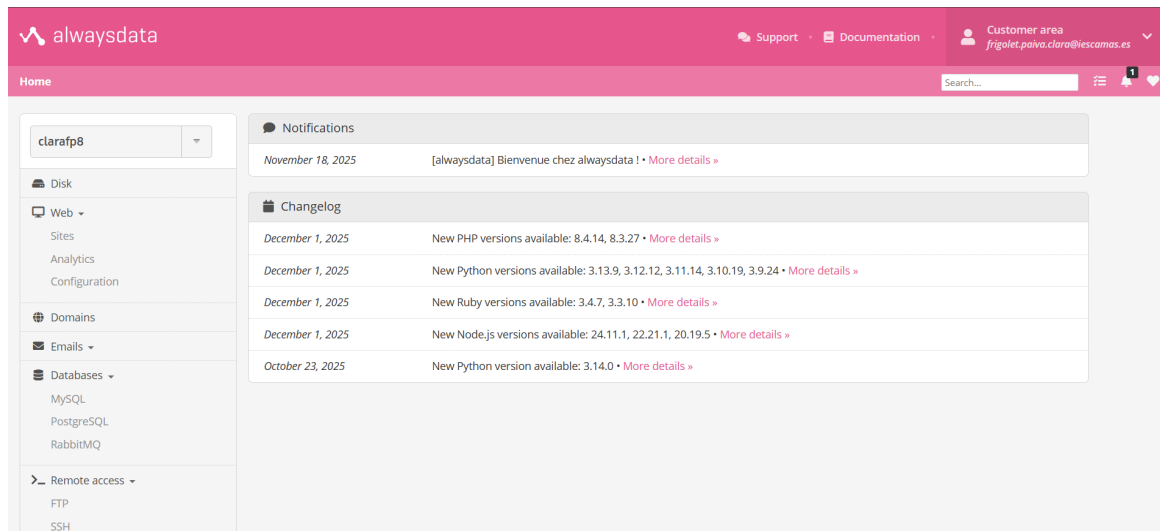 alwaysdata
Support
Documentation
Customer area
frigolet.paiva.clara@iescamas.es
Home
Search...
1
clarafp8
Disk
Web
Sites
Analytics
Configuration
Domains
Emails
Databases
MySQL
PostgreSQL
RabbitMQ
Remote access
FTP
SSH
Notifications
November 18, 2025 [alwaysdata] Bienvenue chez alwaysdata ! • More details »
Changelog
December 1, 2025 New PHP versions available: 8.4.14, 8.3.27 • More details »
December 1, 2025 New Python versions available: 3.13.9, 3.12.12, 3.11.14, 3.10.19, 3.9.24 • More details »
December 1, 2025 New Ruby versions available: 3.4.7, 3.3.10 • More details »
December 1, 2025 New Node.js versions available: 24.11.1, 22.21.1, 20.19.5 • More details »
October 23, 2025 New Python version available: 3.14.0 • More details »